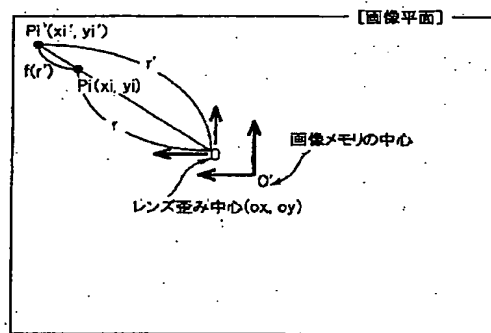 [画像平面]
Pi'(xi', yi')
f(r')
r'
Pi(xi, yi)
r
O
画像メモリの中心
O'
レンズ歪み中心(ox, oy)